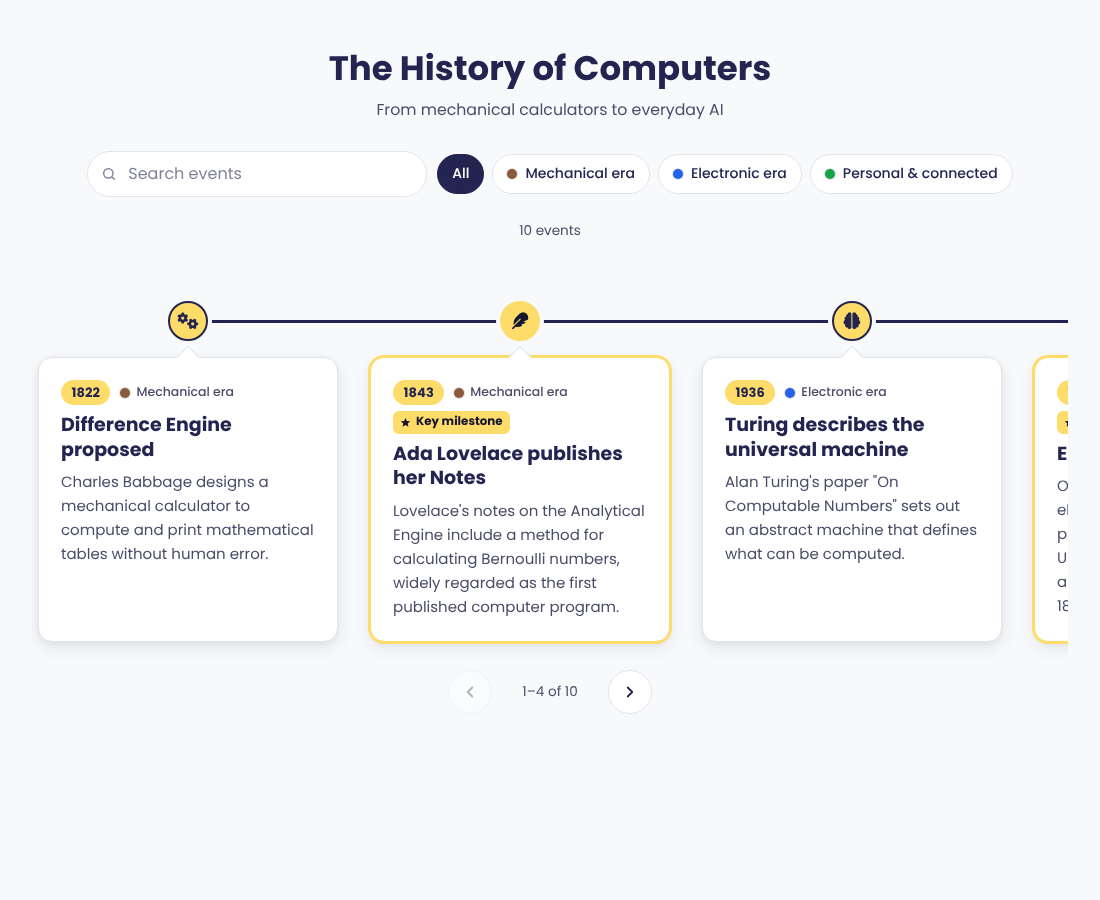 The History of Computers
From mechanical calculators to everyday AI
Search events
All
Mechanical era
Electronic era
Personal & connected
10 events
1822
Mechanical era
Difference Engine
proposed
Charles Babbage designs a
mechanical calculator to
compute and print mathematical
tables without human error.
1843
Mechanical era
Key milestone
Ada Lovelace publishes
her Notes
Lovelace's notes on the Analytical
Engine include a method for
calculating Bernoulli numbers,
widely regarded as the first
published computer program.
1936
Electronic era
Turing describes the
universal machine
Alan Turing's paper "On
Computable Numbers" sets out
an abstract machine that defines
what can be computed.
1–4 of 10